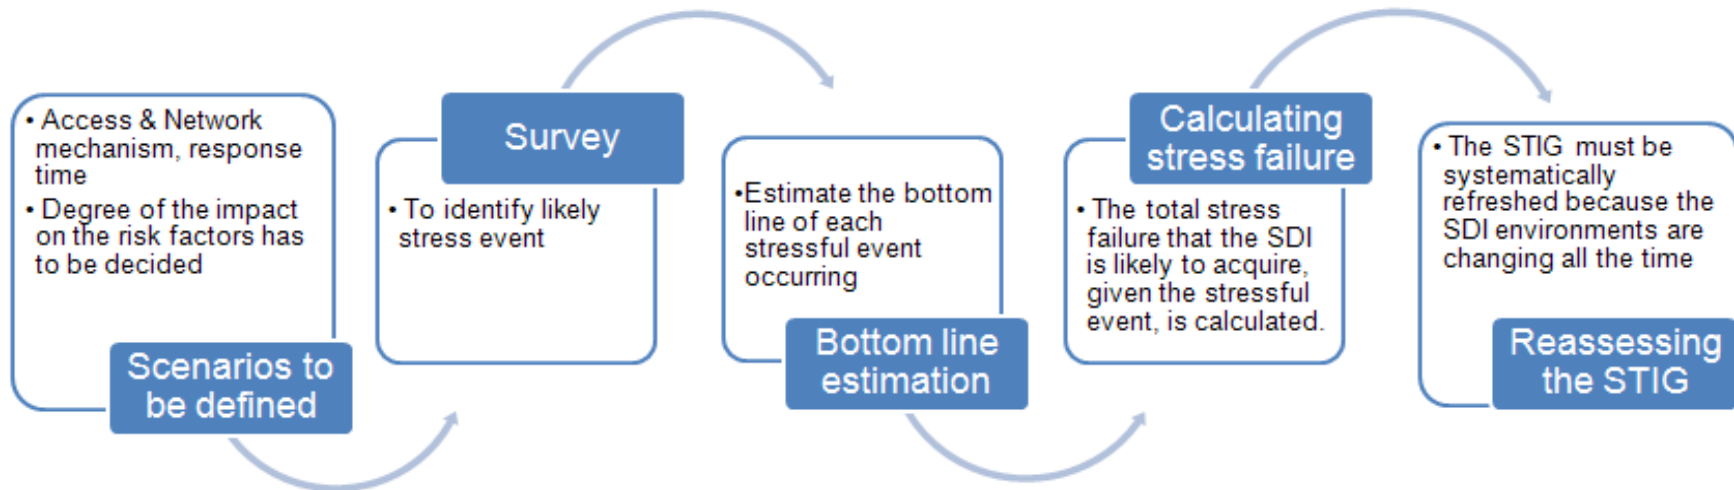 • Access & Network
mechanism, response
time
• Degree of the impact
on the risk factors has
to be decided
Scenarios to
be defined
Survey
• To identify likely
stress event
•Estimate the bottom
line of each
stressful event
occurring
Bottom line
estimation
Calculating
stress failure
• The total stress
failure that the SDI
is likely to acquire,
given the stressful
event, is calculated.
• The STIG must be
systematically
refreshed because the
SDI environments are
changing all the time
Reassessing
the STIG